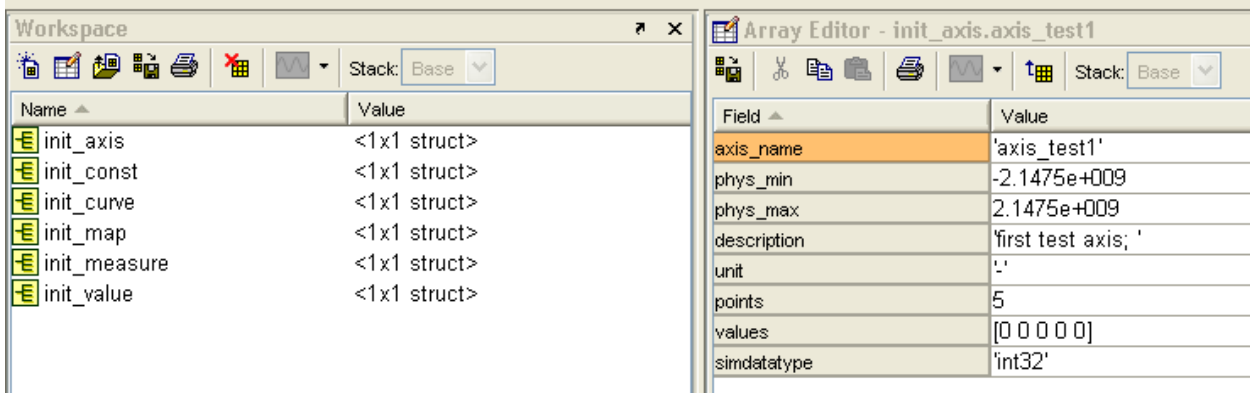 Workspace
Stack: Base
Name Value
init_axis <1x1 struct>
init_const <1x1 struct>
init_curve <1x1 struct>
init_map <1x1 struct>
init_measure <1x1 struct>
init_value <1x1 struct>
Array Editor - init_axis.axis_test1
Stack: Base
Field Value
axis_name 'axis_test1'
phys_min -2.1475e+009
phys_max 2.1475e+009
description 'first test axis; '
unit '-'
points 5
values [0 0 0 0 0]
simdatatype 'int32'